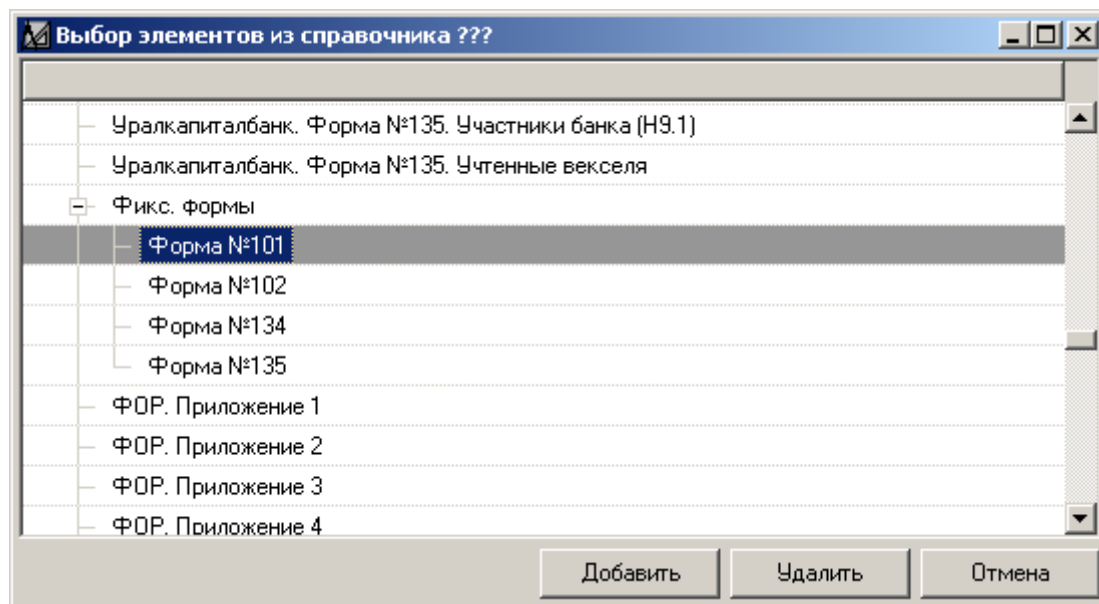 Выбор элементов из справочника ???
Уралкапиталбанк. Форма №135. Участники банка (Н9.1)
Уралкапиталбанк. Форма №135. Учтенные векселя
Фикс. формы
Форма №101
Форма №102
Форма №134
Форма №135
ФОР. Приложение 1
ФОР. Приложение 2
ФОР. Приложение 3
ФОР. Приложение 4
Добавить Удалить Отмена